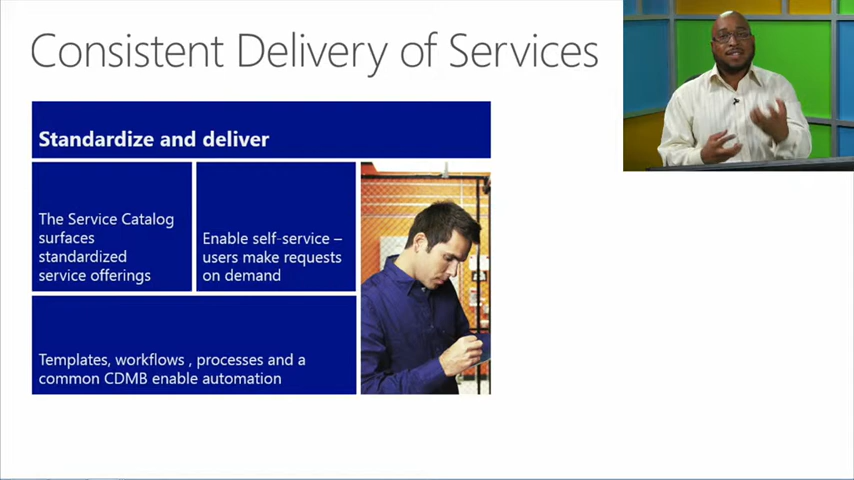 Consistent Delivery of Services
Standardize and deliver
The Service Catalog
surfaces
standardized
service offerings
Enable self-service –
users make requests
on demand
Templates, workflows , processes and a
common CDMB enable automation